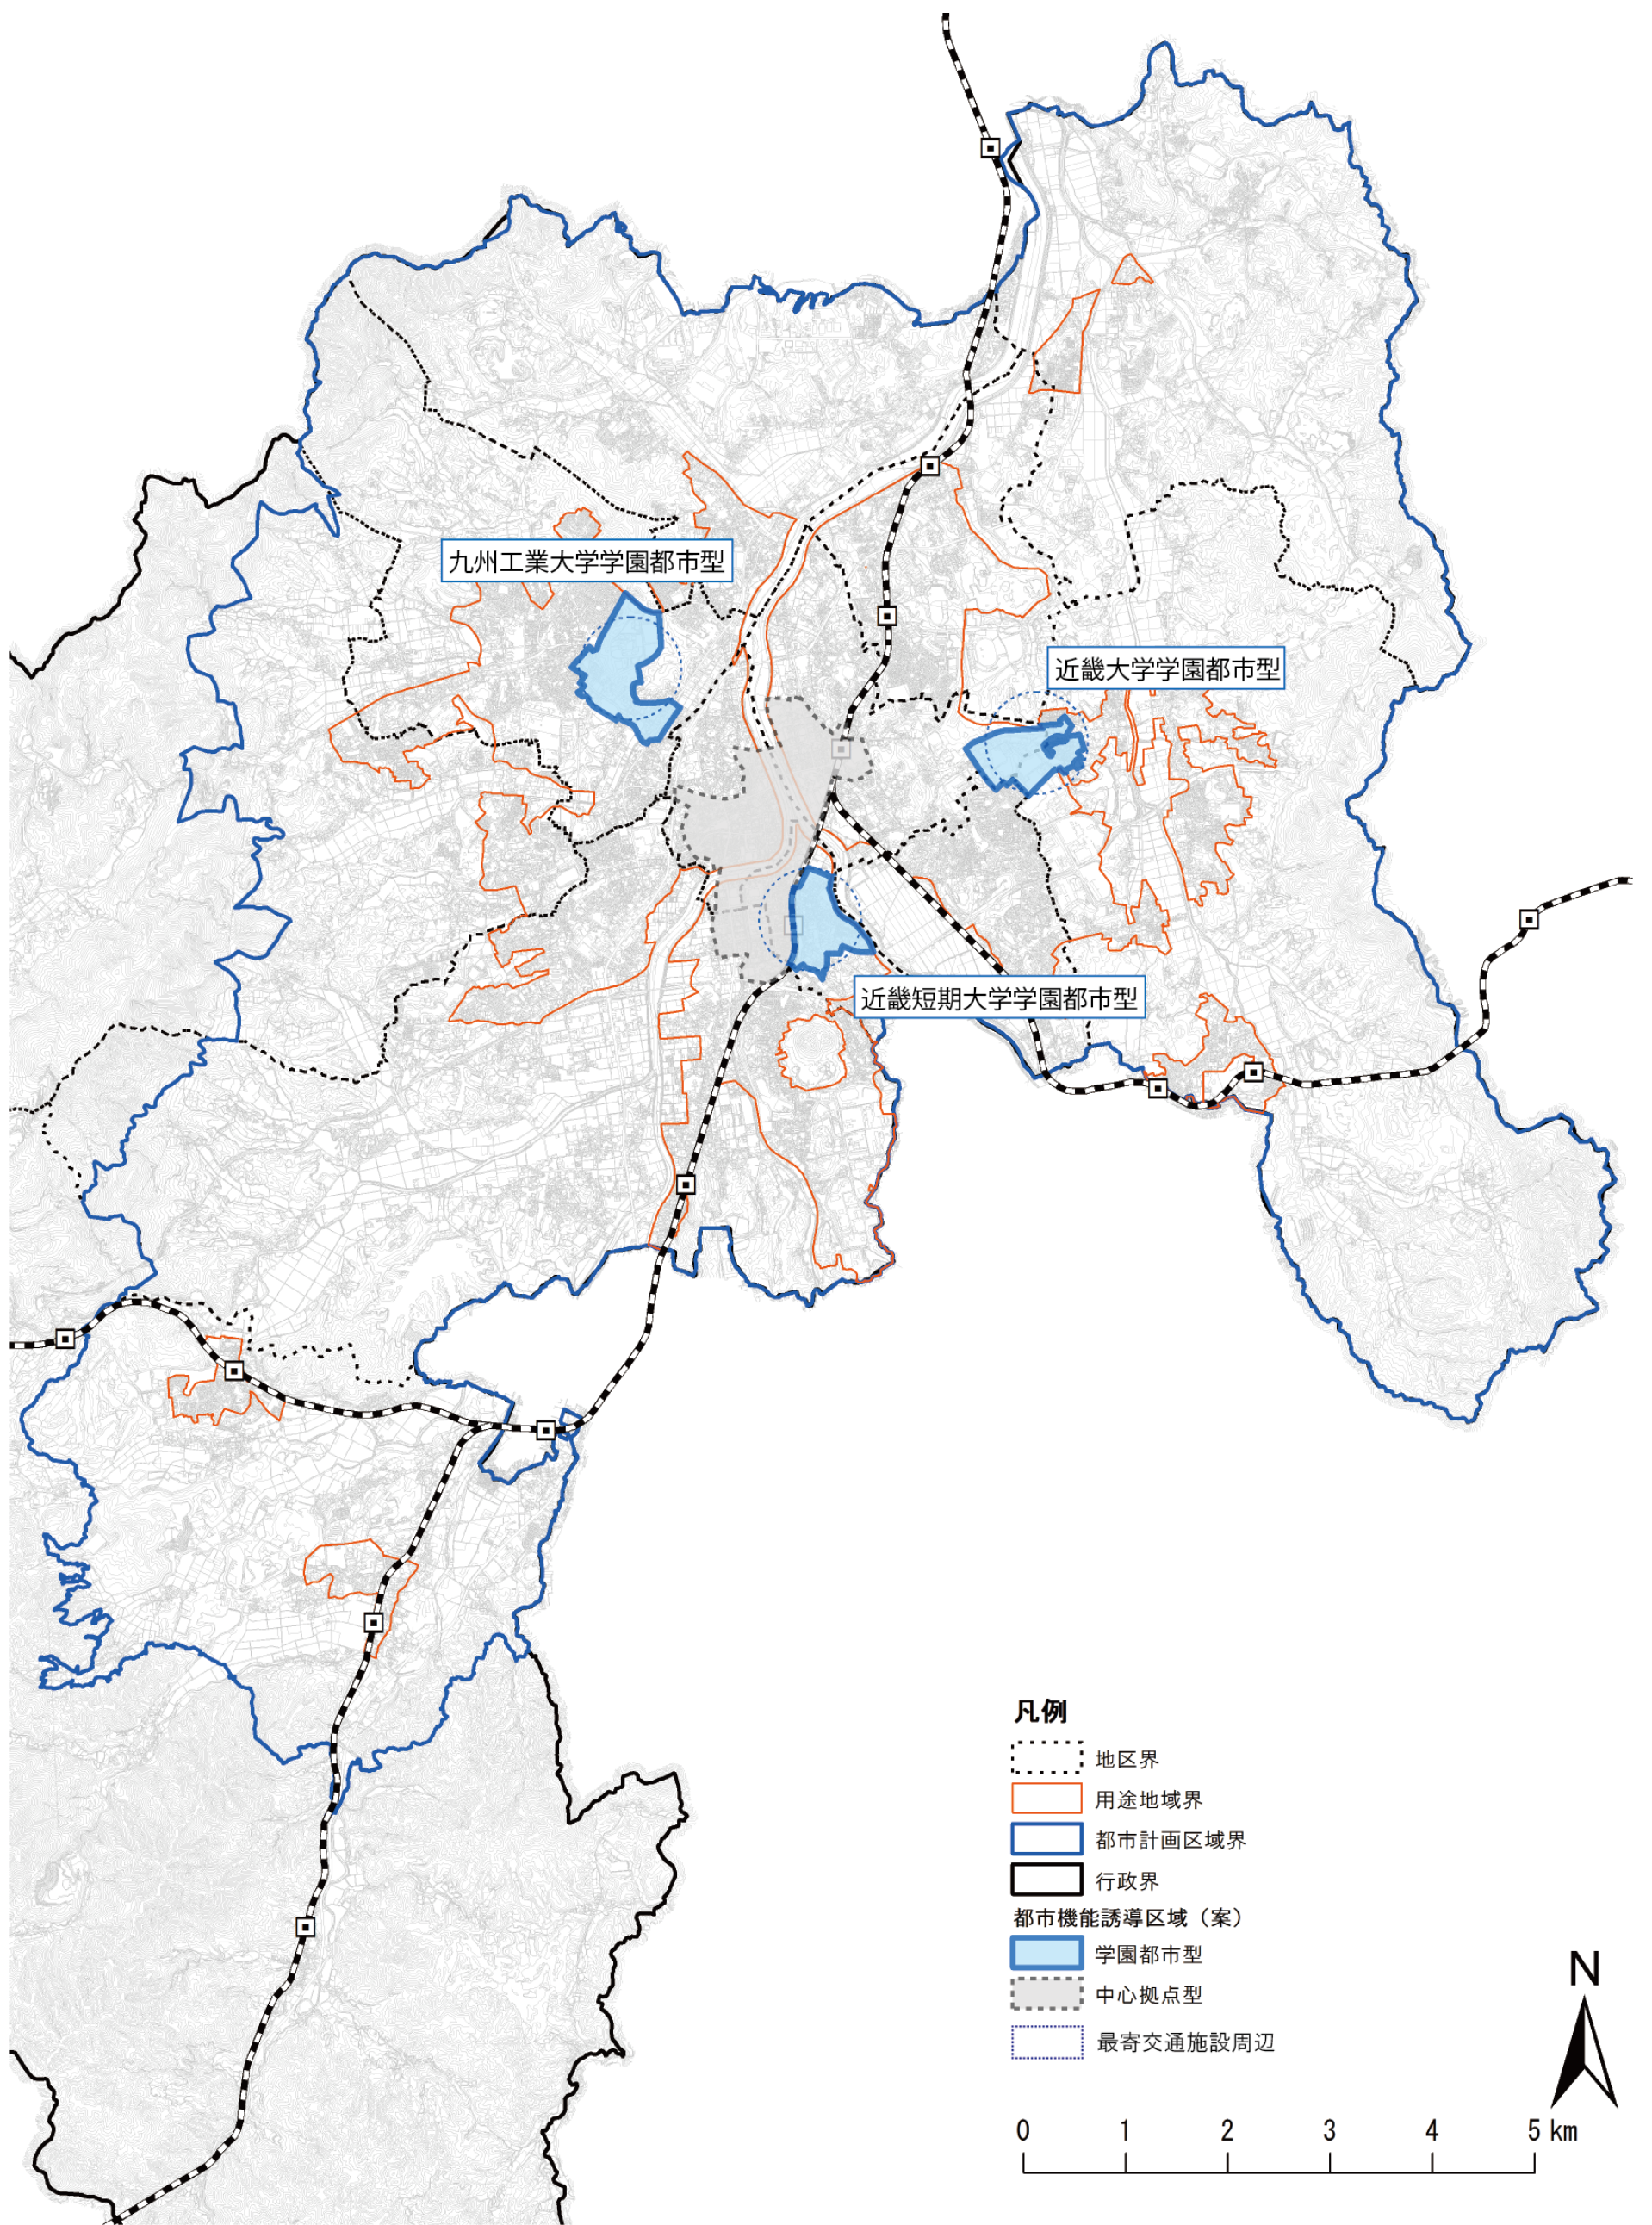 九州工業大学学園都市型
近畿大学学園都市型
近畿短期大学学園都市型
凡例
地区界
用途地域界
都市計画区域界
行政界
都市機能誘導区域（案）
学園都市型
中心拠点型
最寄交通施設周辺
N
0 1 2 3 4 5 km